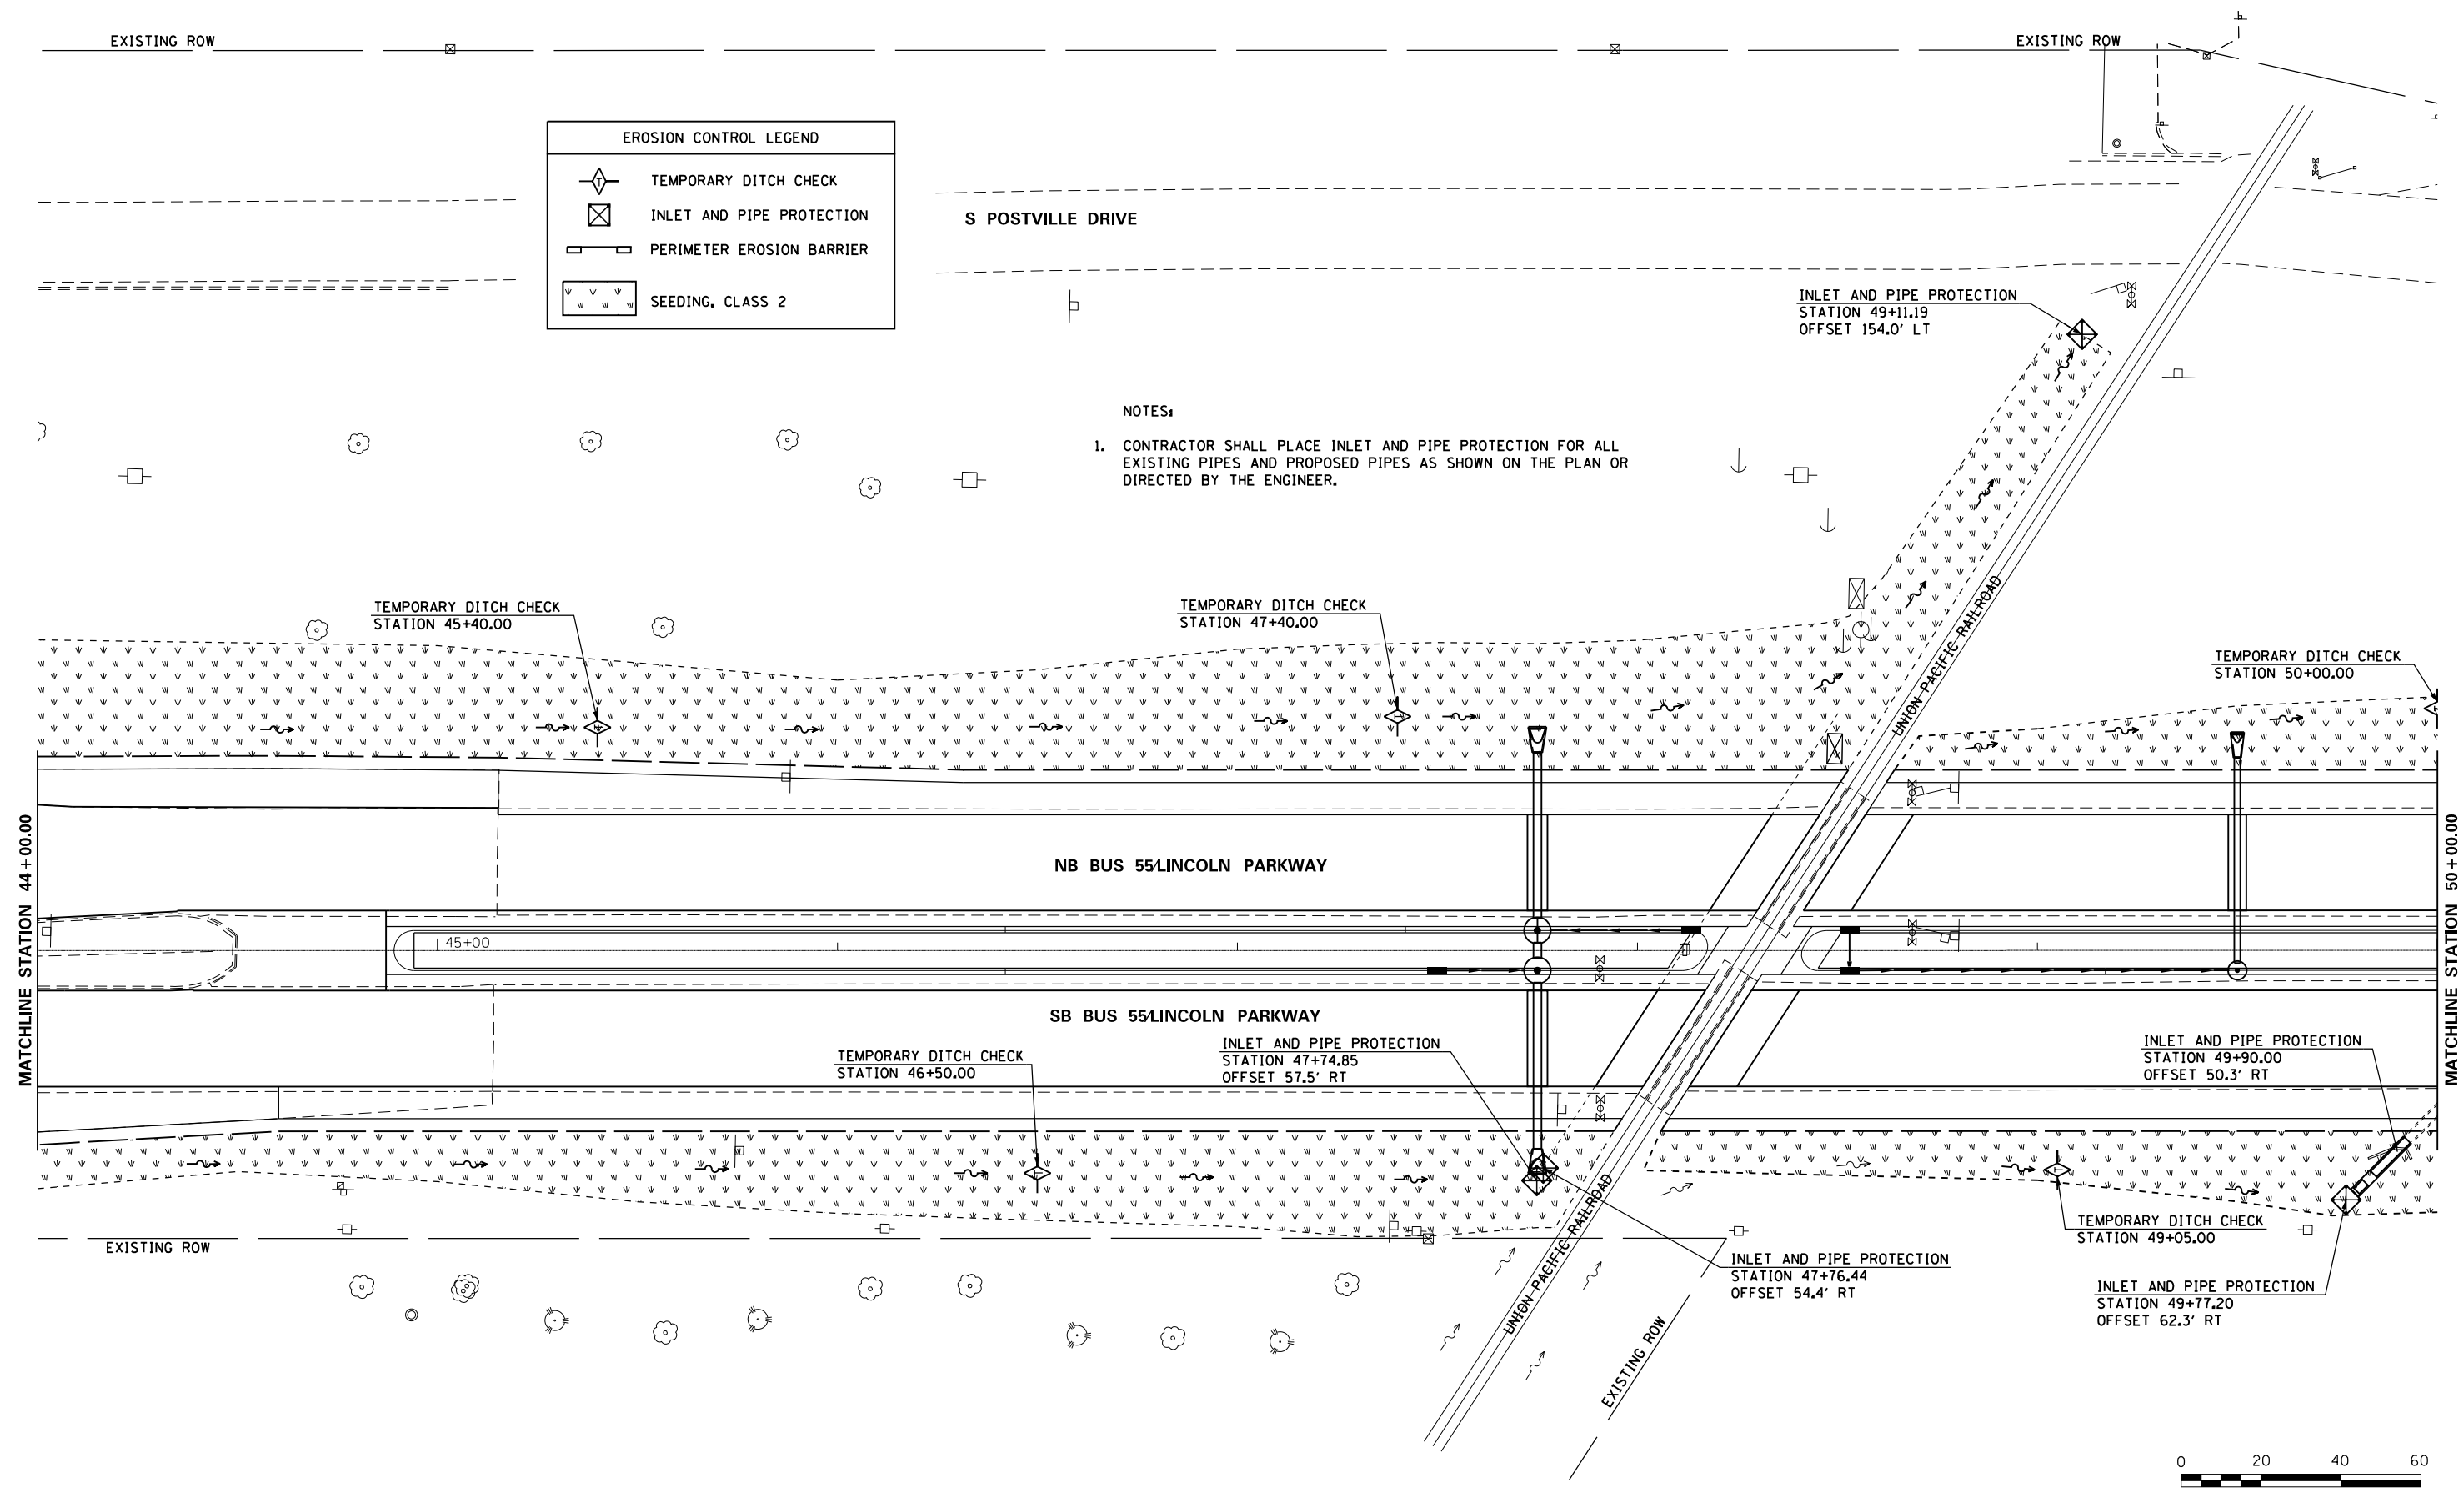 EXISTING ROW
EXISTING ROW
EROSION CONTROL LEGEND
T
TEMPORARY DITCH CHECK
INLET AND PIPE PROTECTION
PERIMETER EROSION BARRIER
SEEDING, CLASS 2
S POSTVILLE DRIVE
INLET AND PIPE PROTECTION
STATION 49+11.19
OFFSET 154.0' LT
NOTES:
1. CONTRACTOR SHALL PLACE INLET AND PIPE PROTECTION FOR ALL
EXISTING PIPES AND PROPOSED PIPES AS SHOWN ON THE PLAN OR
DIRECTED BY THE ENGINEER.
TEMPORARY DITCH CHECK
STATION 45+40.00
TEMPORARY DITCH CHECK
STATION 47+40.00
UNION PACIFIC RAILROAD
TEMPORARY DITCH CHECK
STATION 50+00.00
T
T
MATCHLINE STATION 44+00.00
NB BUS 55/LINCOLN PARKWAY
MATCHLINE STATION 50+00.00
45+00
SB BUS 55/LINCOLN PARKWAY
TEMPORARY DITCH CHECK
STATION 46+50.00
INLET AND PIPE PROTECTION
STATION 47+74.85
OFFSET 57.5' RT
INLET AND PIPE PROTECTION
STATION 49+90.00
OFFSET 50.3' RT
T
T
EXISTING ROW
UNION PACIFIC RAILROAD
INLET AND PIPE PROTECTION
STATION 47+76.44
OFFSET 54.4' RT
TEMPORARY DITCH CHECK
STATION 49+05.00
INLET AND PIPE PROTECTION
STATION 49+77.20
OFFSET 62.3' RT
EXISTING ROW
0 20 40 60